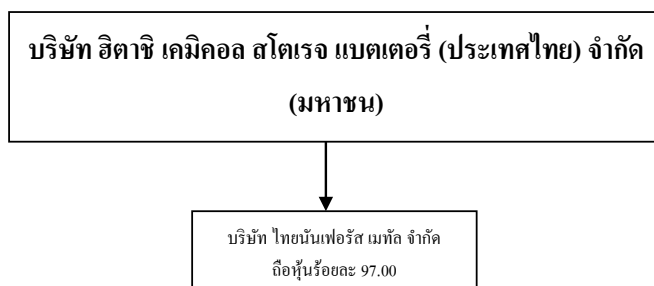 บริษัท ฮิตาชิ เคมิคอล สโตเรจ แบตเตอรี่ (ประเทศไทย) จำกัด
(มหาชน)
บริษัท ไทยนันเฟอรัส เมทัล จำกัด
ถือหุ้นร้อยละ 97.00